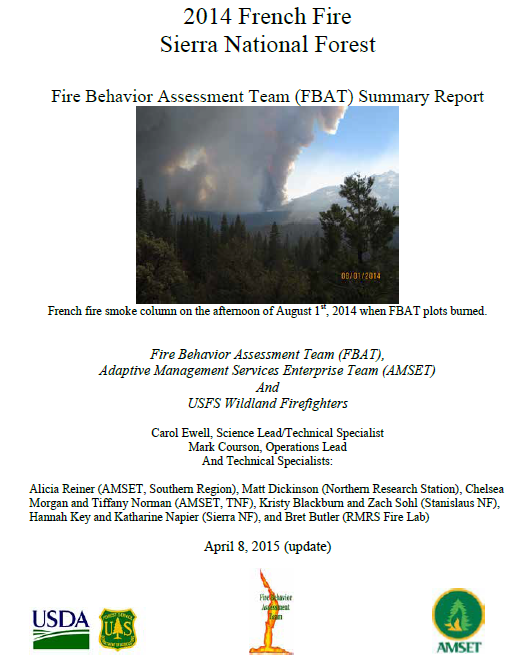 2014 French Fire
Sierra National Forest
Fire Behavior Assessment Team (FBAT) Summary Report
09/01/2014
French fire smoke column on the afternoon of August 1st, 2014 when FBAT plots burned.
Fire Behavior Assessment Team (FBAT),
Adaptive Management Services Enterprise Team (AMSET)
And
USFS Wildland Firefighters
Carol Ewell, Science Lead/Technical Specialist
Mark Courson, Operations Lead
And Technical Specialists:
Alicia Reiner (AMSET, Southern Region), Matt Dickinson (Northern Research Station), Chelsea
Morgan and Tiffany Norman (AMSET, TNF), Kristy Blackburn and Zach Sohl (Stanislaus NF),
Hannah Key and Katharine Napier (Sierra NF), and Bret Butler (RMRS Fire Lab)
April 8, 2015 (update)
USDA
UAS
Fire Behavior
Assessment
Team
AMSET